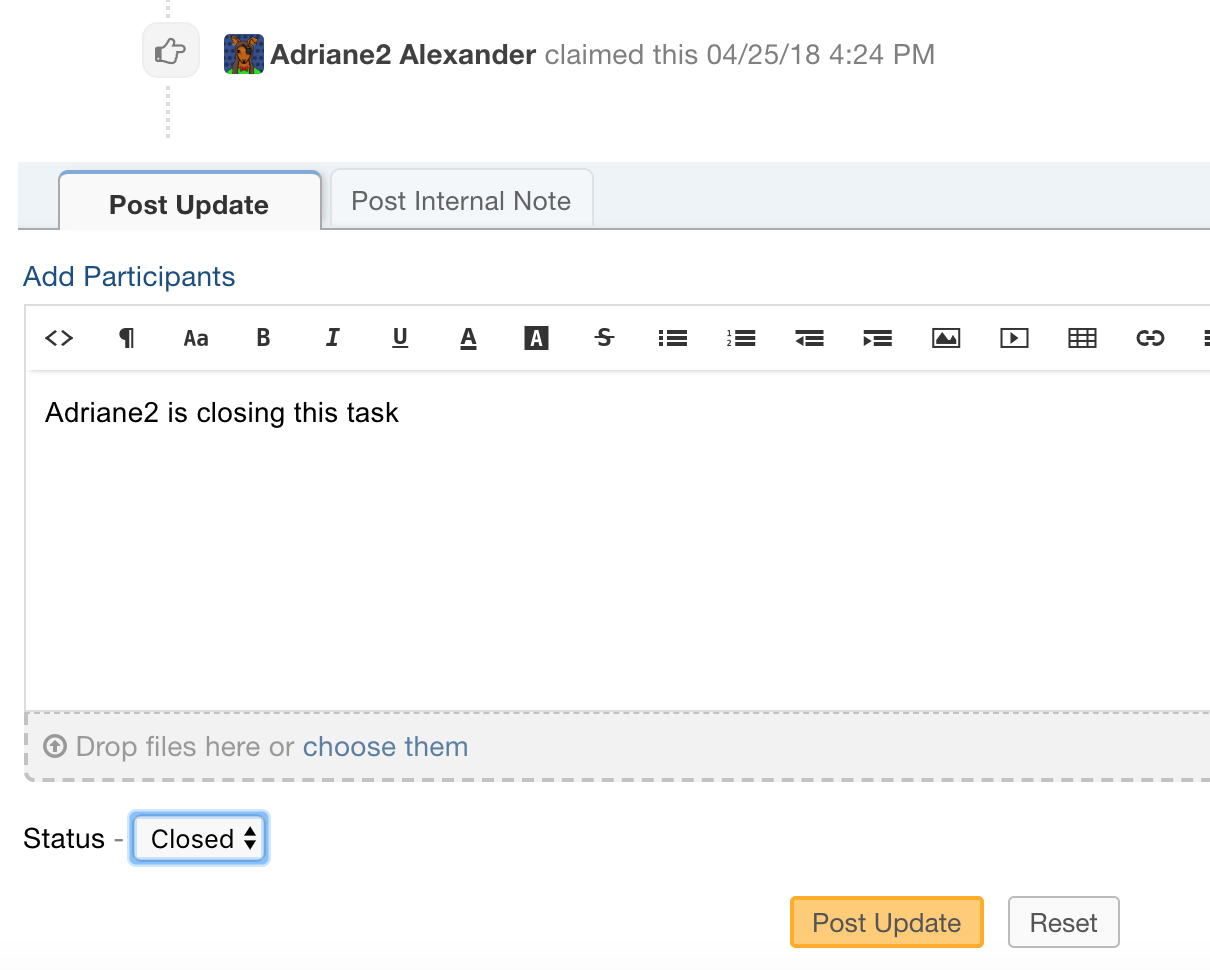 Adriane2 Alexander claimed this 04/25/18 4:24 PM
Post Update
Post Internal Note
Add Participants
<> ¶ Aa B I U A A S
Adriane2 is closing this task
Drop files here or choose them
Status - Closed
Post Update
Reset